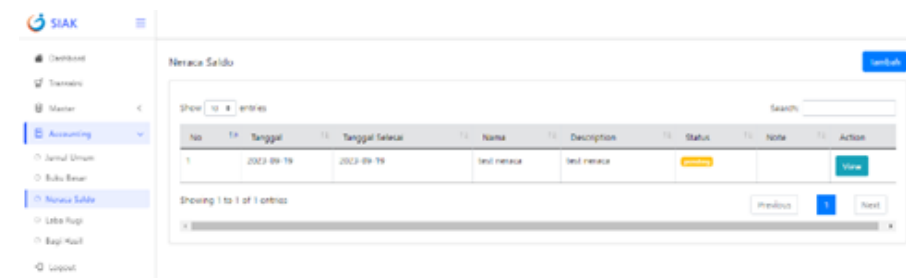 SIAK
Dashboard
Transaksi
Master
Accounting
Jurnal Umum
Buku Besar
Neraca Saldo
Laba Rugi
Bagi Hasil
Logout
Neraca Saldo
tambah
Show 10 entries
Search:
No Tanggal Tanggal Selesai Nama Description Status Note Action
1 2023-09-19 2023-09-19 test neraca test neraca pending View
Showing 1 to 1 of 1 entries
Previous 1 Next